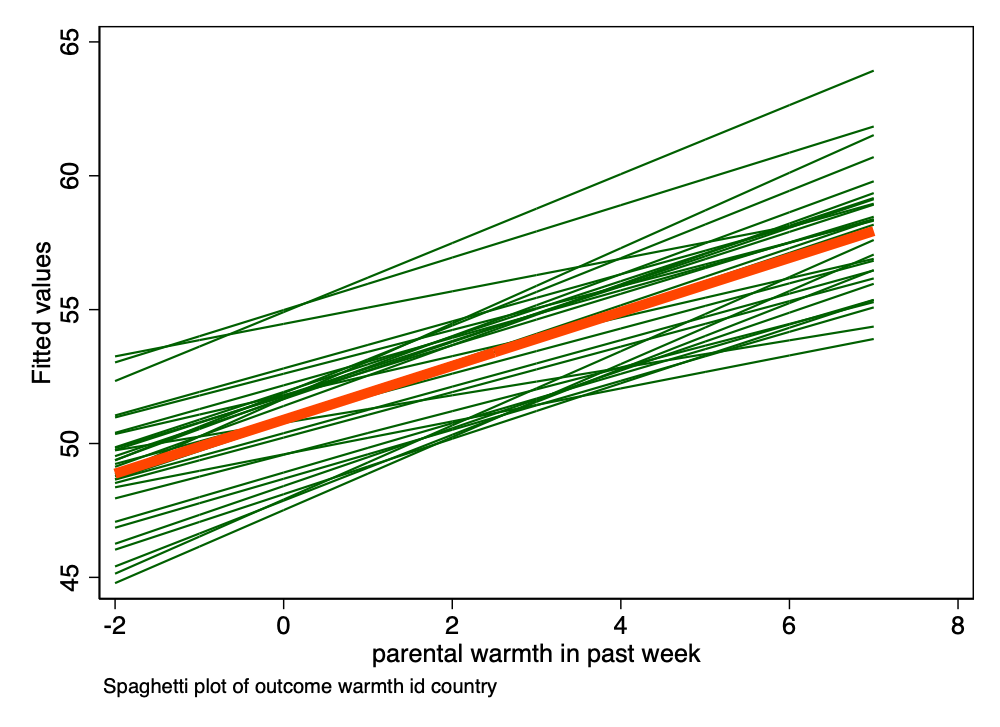 65
60
55
50
45
Fitted values
-2 0 2 4 6 8
parental warmth in past week
Spaghetti plot of outcome warmth id country